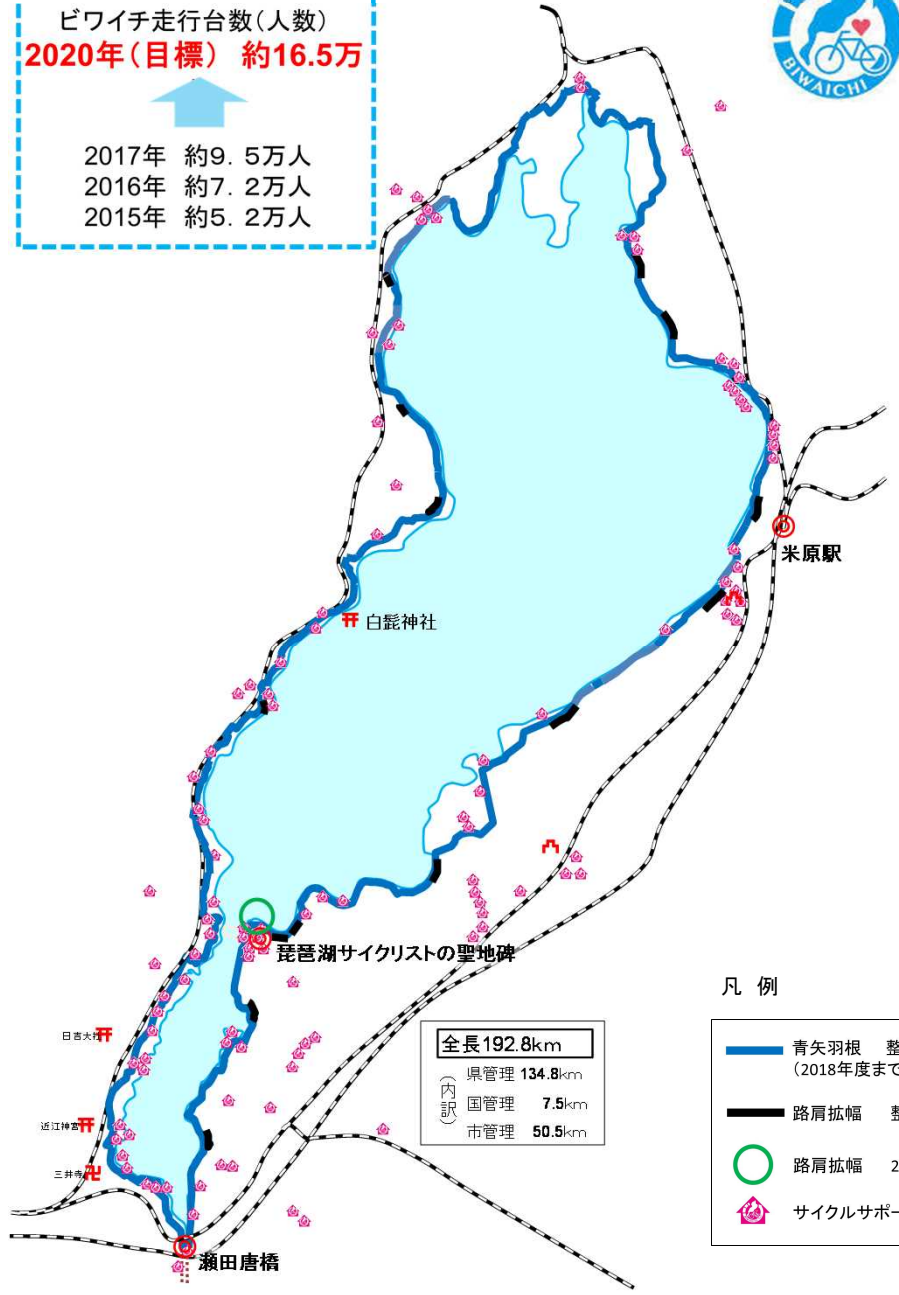 ビワイチ走行台数(人数)
2020年(目標) 約16.5万
2017年 約9.5万人
2016年 約7.2万人
2015年 約5.2万人
BIWAICHI
米原駅
白髭神社
琵琶湖サイクリストの聖地碑
日吉大社
近江神宮
三井寺
瀬田唐橋
全長192.8km
(内訳)
県管理 134.8km
国管理 7.5km
市管理 50.5km
凡 例
青矢羽根 整
(2018年度まで
路肩拡幅 整
路肩拡幅 2
サイクルサポー